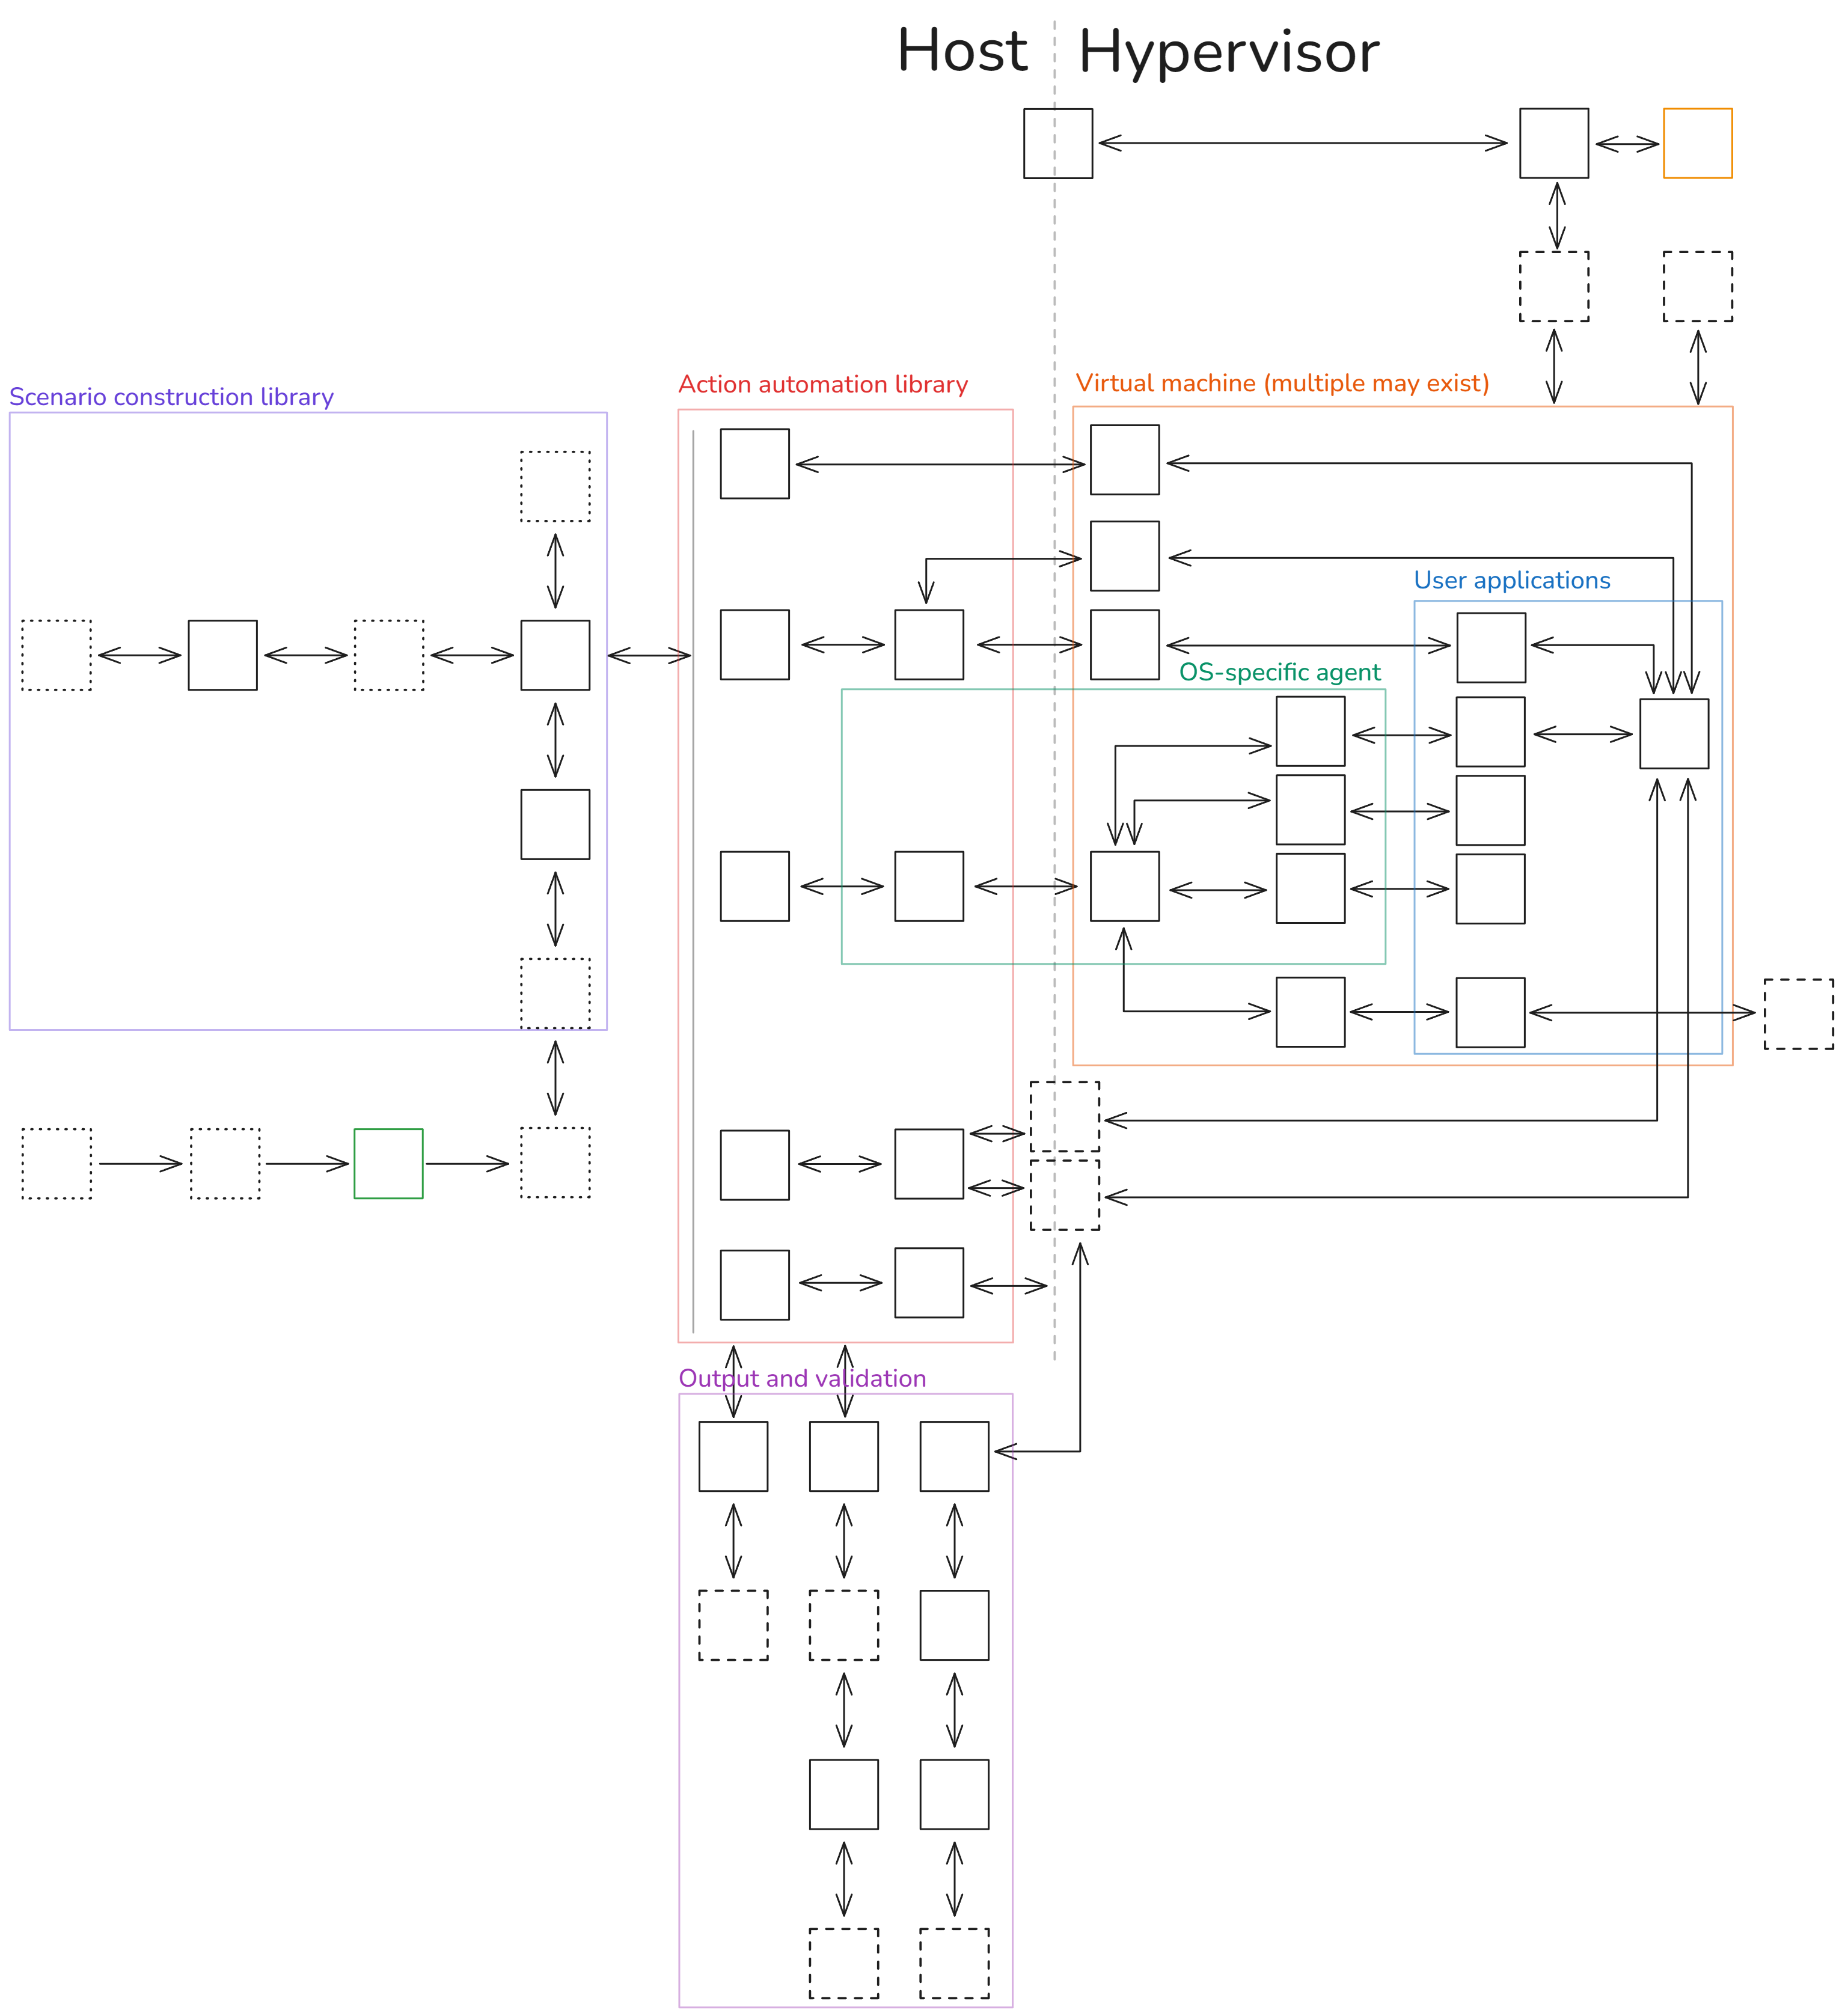 Host
Hypervisor
Scenario construction library
Action automation library
Virtual machine (multiple may exist)
User applications
OS-specific agent
Output and validation